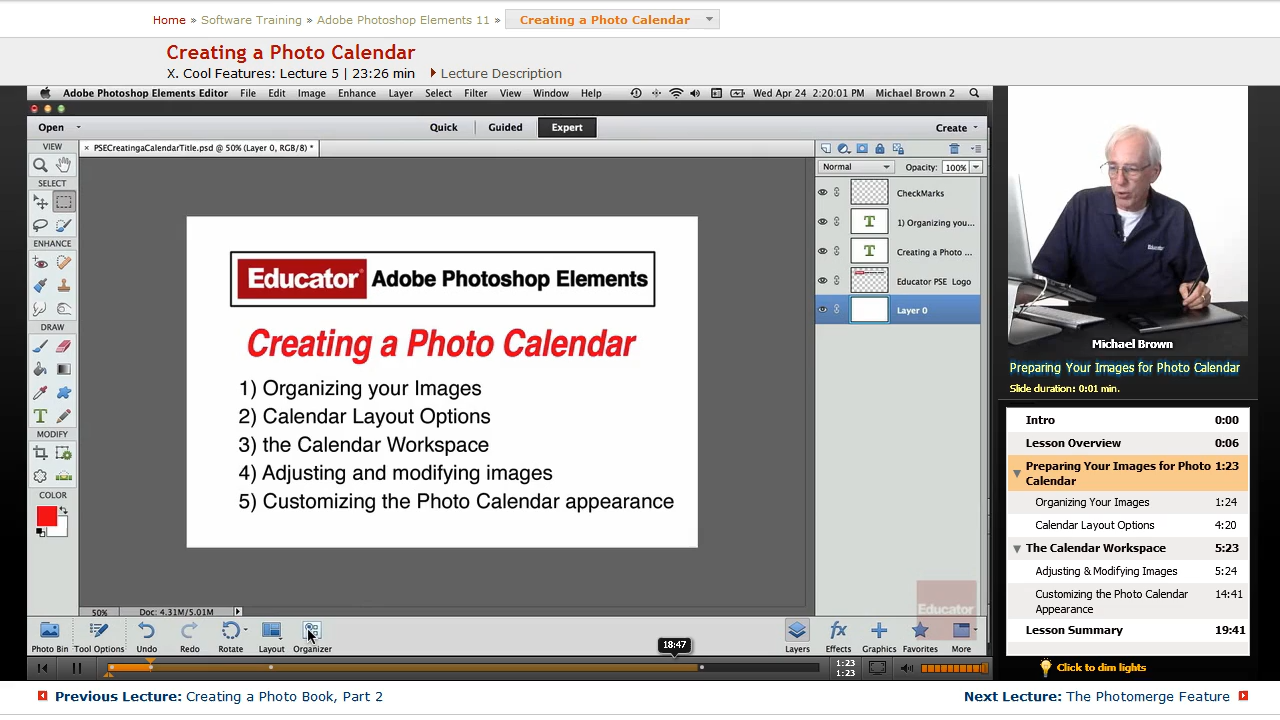 Home » Software Training » Adobe Photoshop Elements 11 » Creating a Photo Calendar
Creating a Photo Calendar
X. Cool Features: Lecture 5 | 23:26 min Lecture Description
Adobe Photoshop Elements Editor File Edit Image Enhance Layer Select Filter View Window Help Wed Apr 24 2:20:01 PM Michael Brown 2
Open Quick Guided Expert Create
VIEW
× PSECreatingaCalendarTitle.psd @ 50% (Layer 0, RGB/8) *
Normal Opacity: 100%
SELECT
CheckMarks
T 1) Organizing you...
ENHANCE
T Creating a Photo ...
Educator PSE Logo
Layer 0
DRAW
T
MODIFY
COLOR
Educator® Adobe Photoshop Elements
Creating a Photo Calendar
1) Organizing your Images
2) Calendar Layout Options
3) the Calendar Workspace
4) Adjusting and modifying images
5) Customizing the Photo Calendar appearance
Educator
50% Doc: 4.31M/5.01M
Photo Bin Tool Options Undo Redo Rotate Layout Organizer Layers fx Effects Graphics Favorites More
18:47
1:23
1:23
Michael Brown
Preparing Your Images for Photo Calendar
Slide duration: 0:01 min.
Intro 0:00
Lesson Overview 0:06
Preparing Your Images for Photo 1:23
Calendar
Organizing Your Images 1:24
Calendar Layout Options 4:20
The Calendar Workspace 5:23
Adjusting & Modifying Images 5:24
Customizing the Photo Calendar 14:41
Appearance
Lesson Summary 19:41
Click to dim lights
Previous Lecture: Creating a Photo Book, Part 2
Next Lecture: The Photomerge Feature